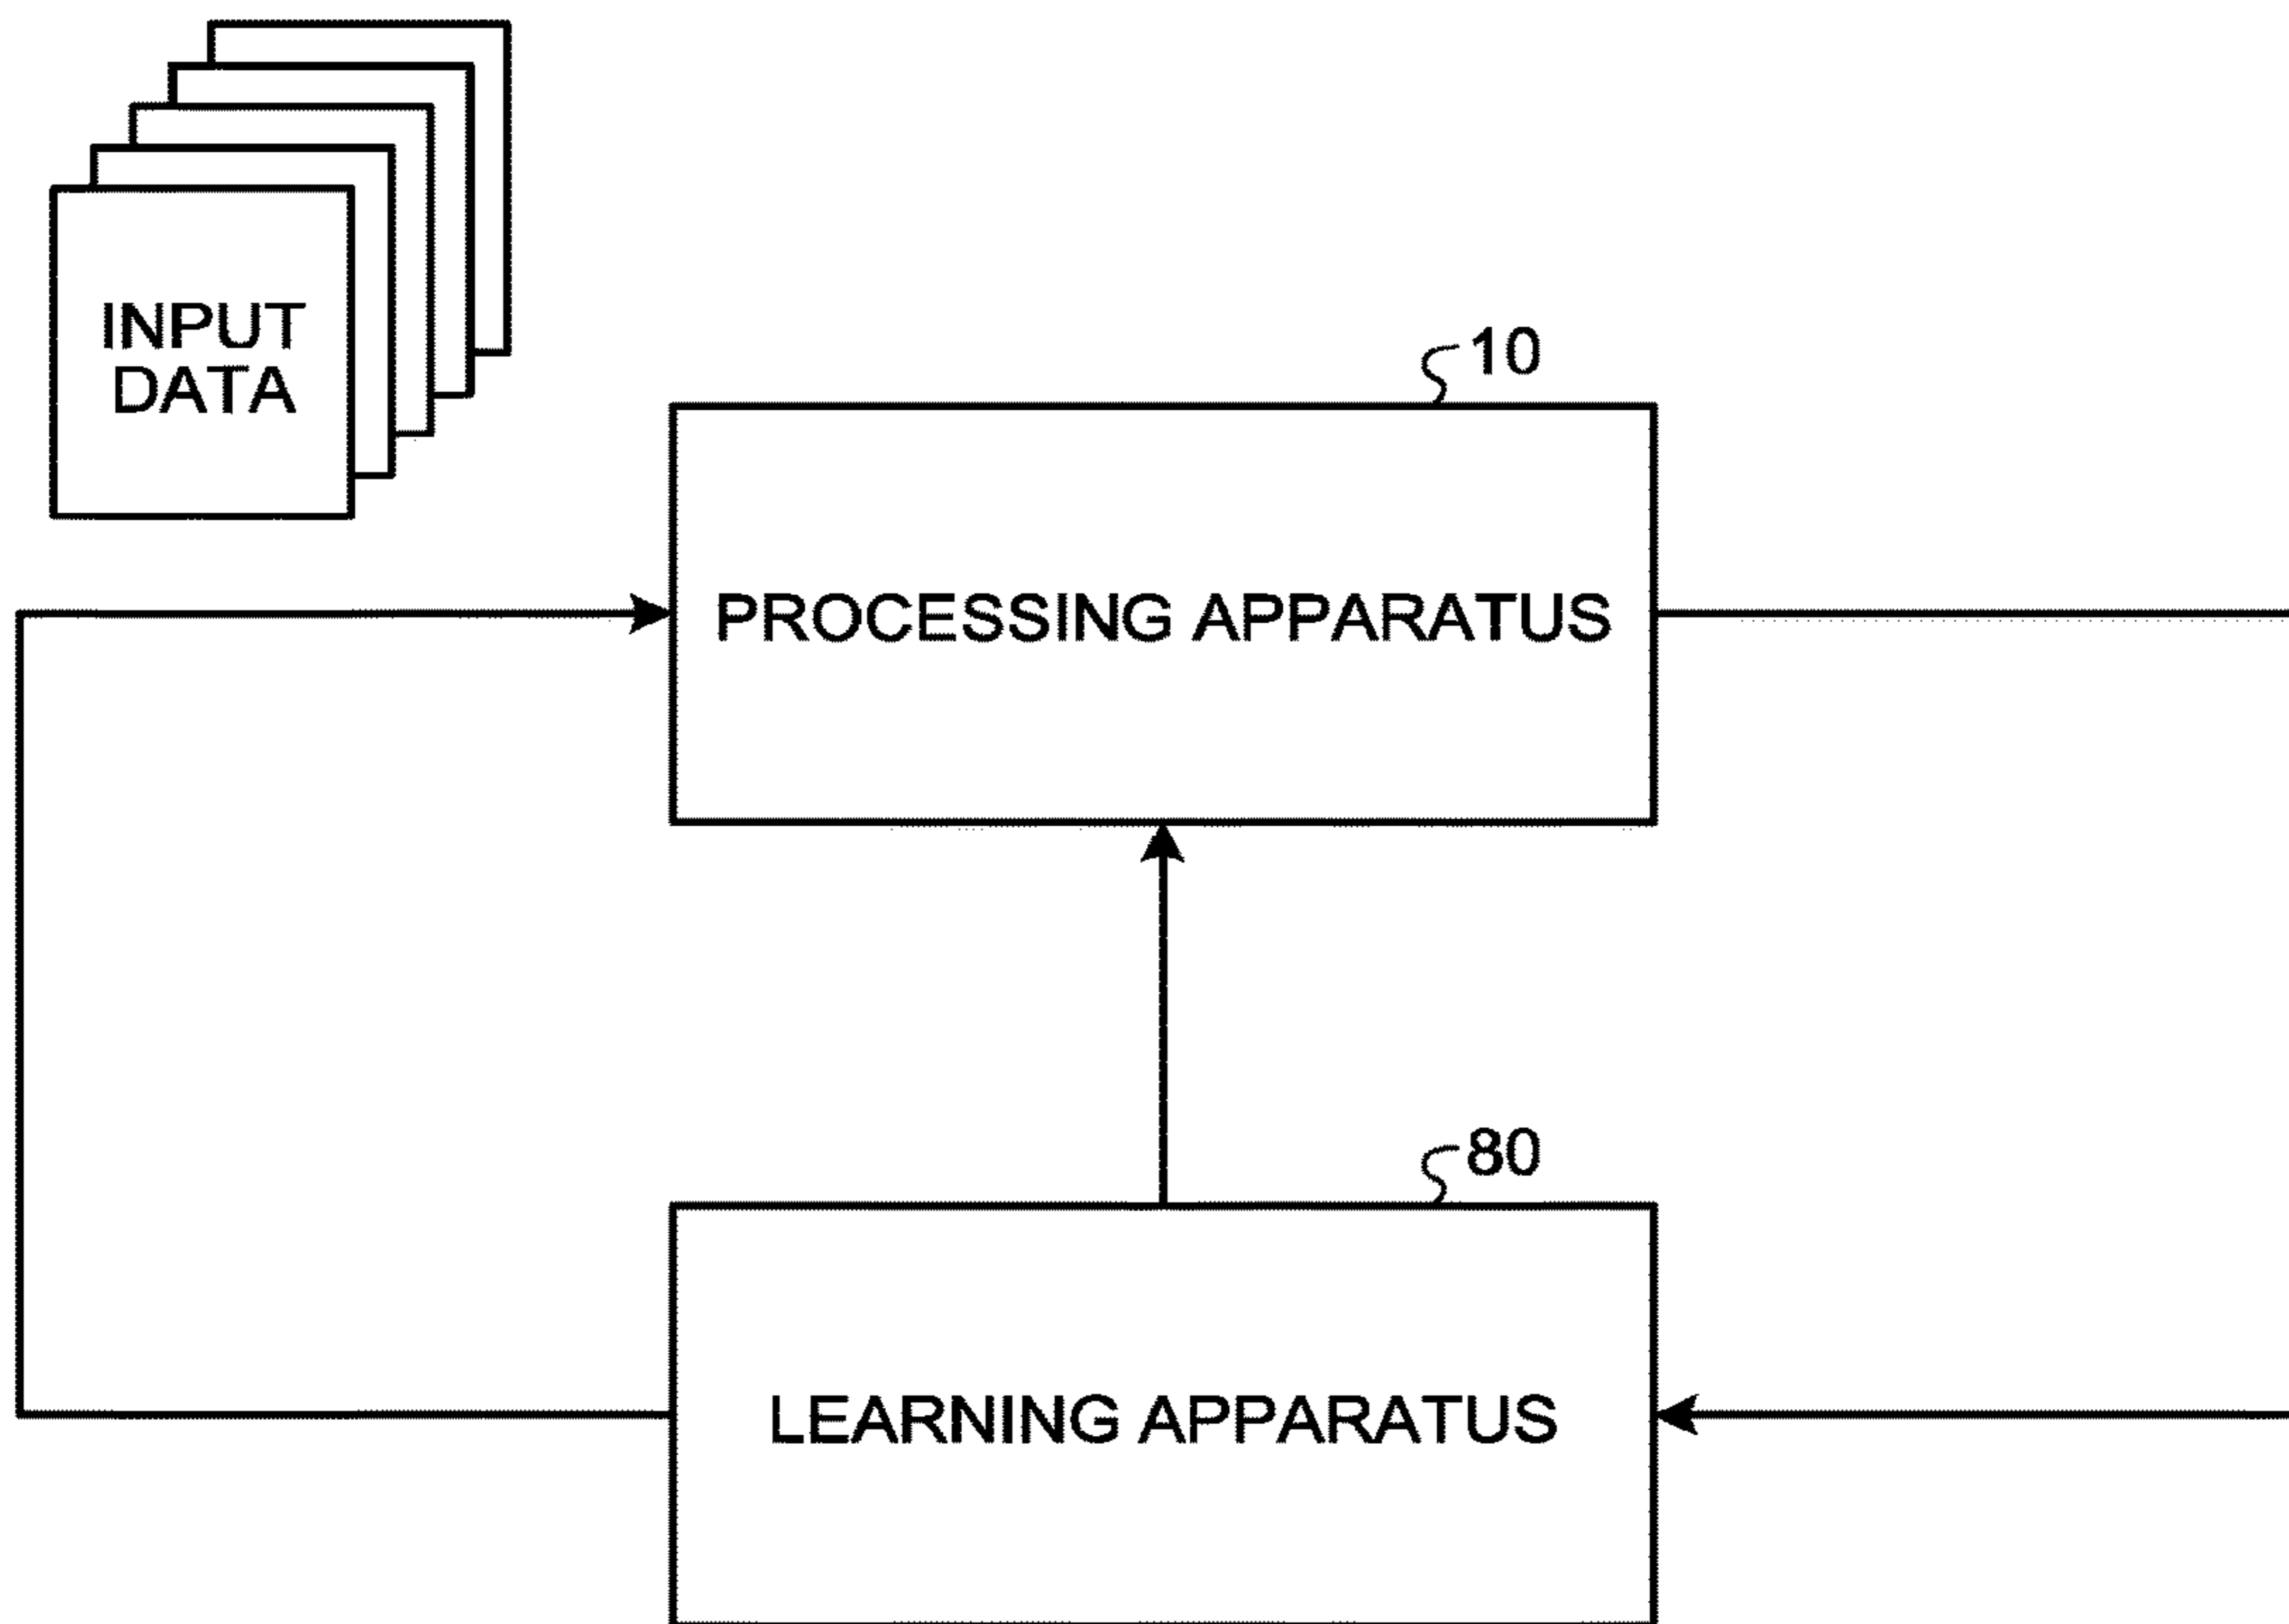 INPUT
DATA
10
PROCESSING APPARATUS
80
LEARNING APPARATUS